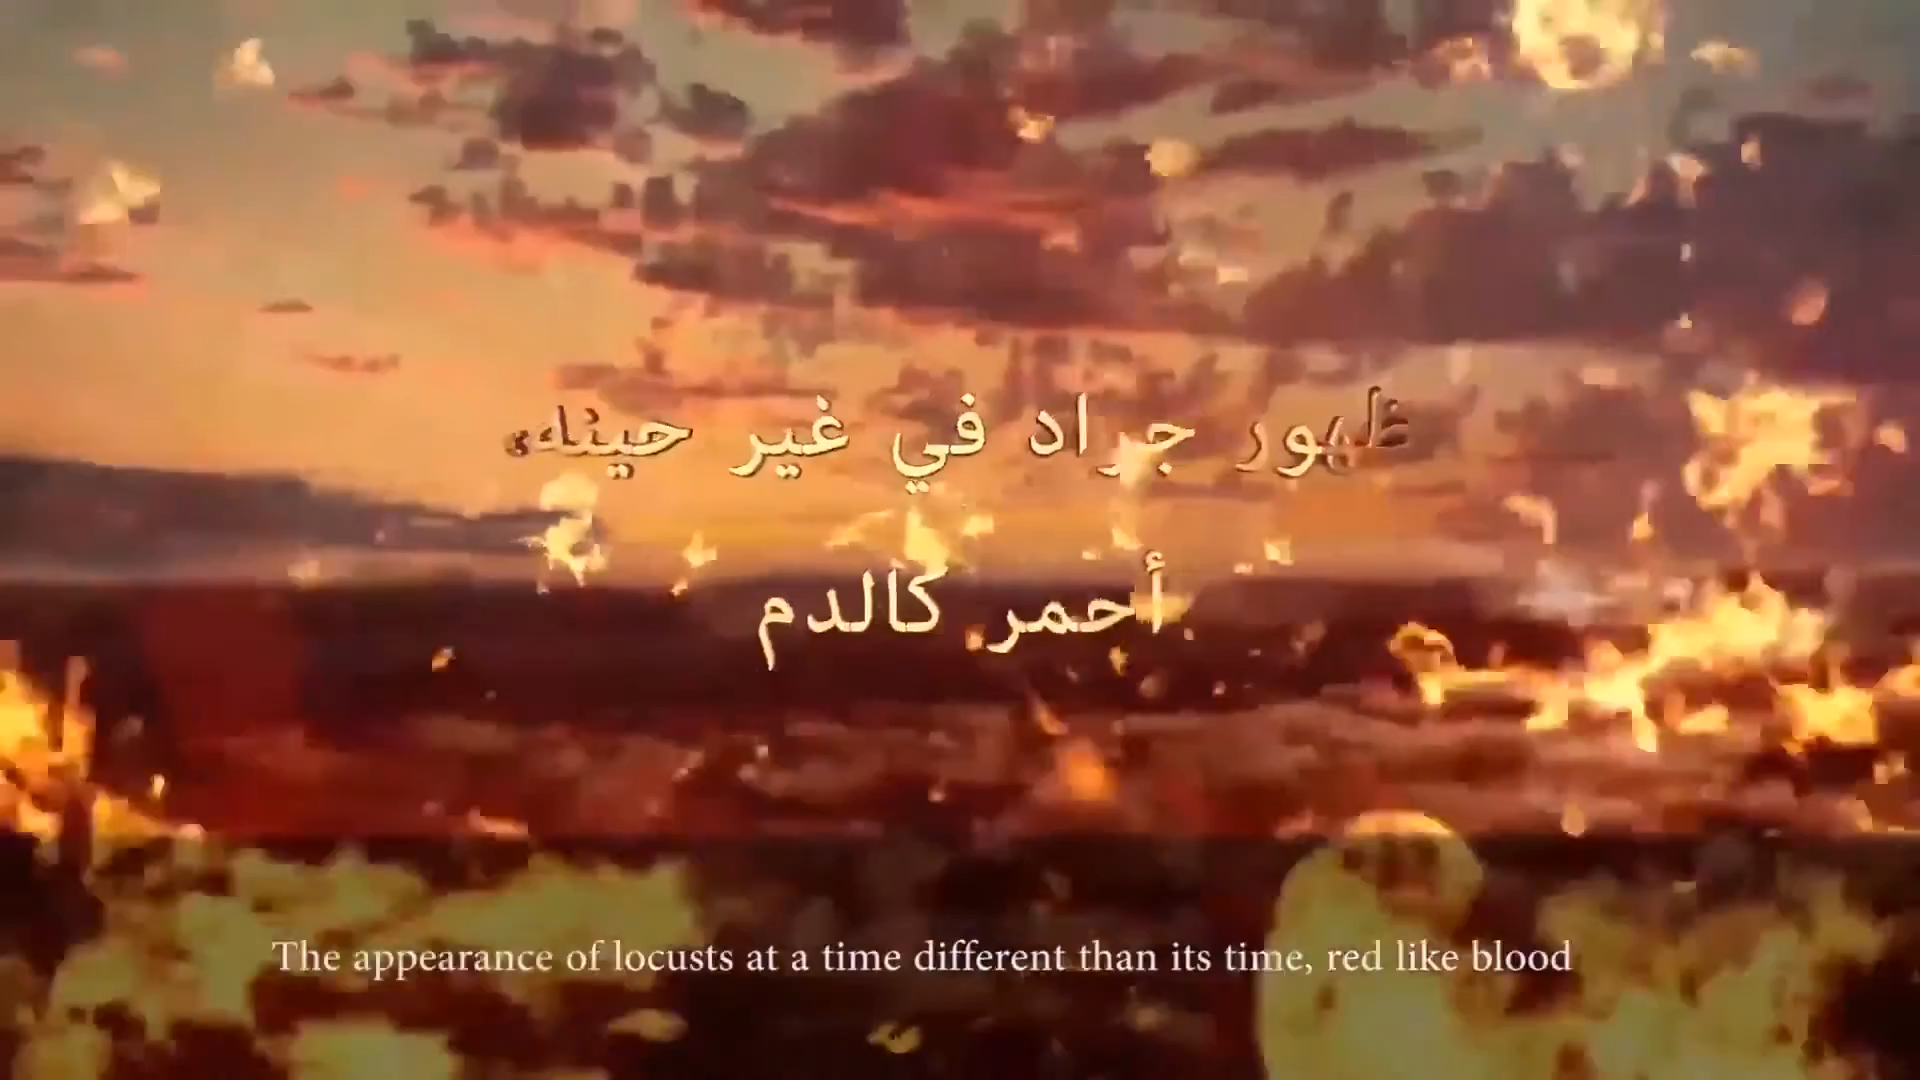 ظهور جراد في غير حينه،
أحمر كالدم
The appearance of locusts at a time different than its time, red like blood